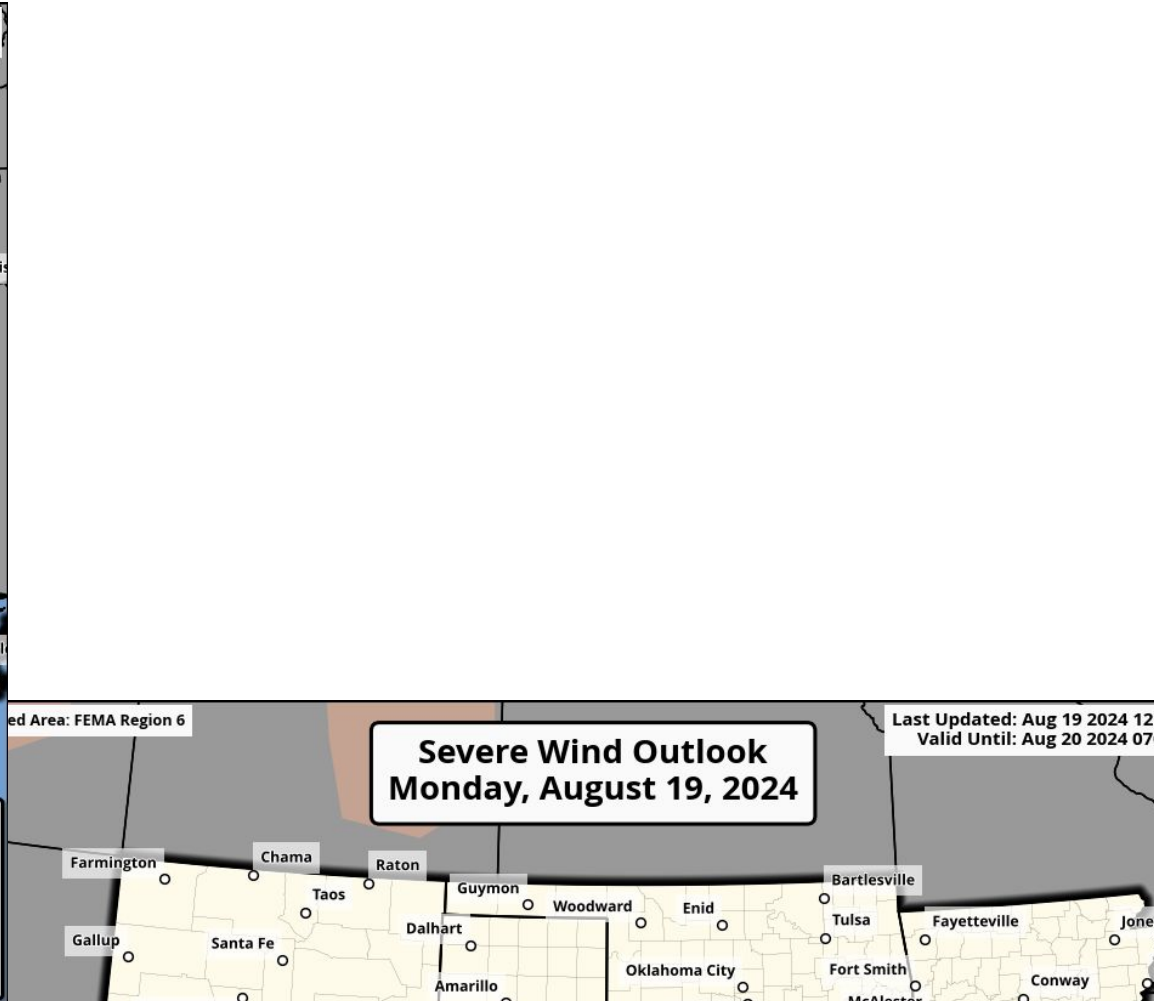 ed Area: FEMA Region 6
Severe Wind Outlook
Monday, August 19, 2024
Last Updated: Aug 19 2024 12
Valid Until: Aug 20 2024 07
Farmington
Chama
Raton
Taos
Guymon
Woodward
Enid
Bartlesville
Tulsa
Fayetteville
Jone
Gallup
Santa Fe
Dalhart
Amarillo
Oklahoma City
Fort Smith
McAlester
Conway